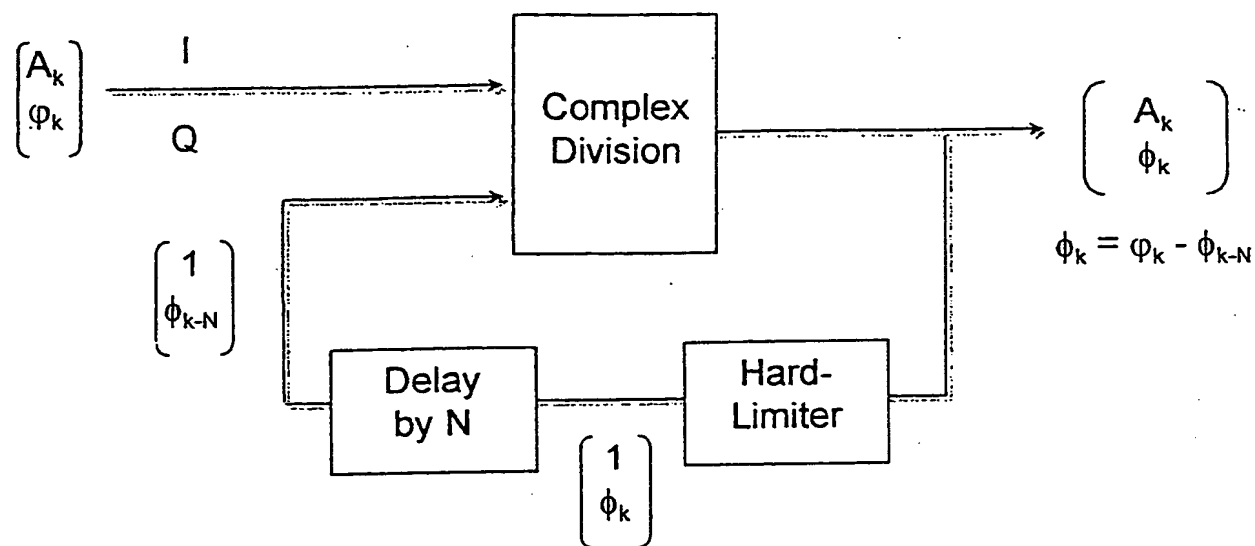 I
A_k
φ_k
Q
Complex
Division
A_k
ϕ_k
ϕ_k = φ_k - ϕ_k-N
1
ϕ_k-N
Delay
by N
Hard-
Limiter
1
ϕ_k